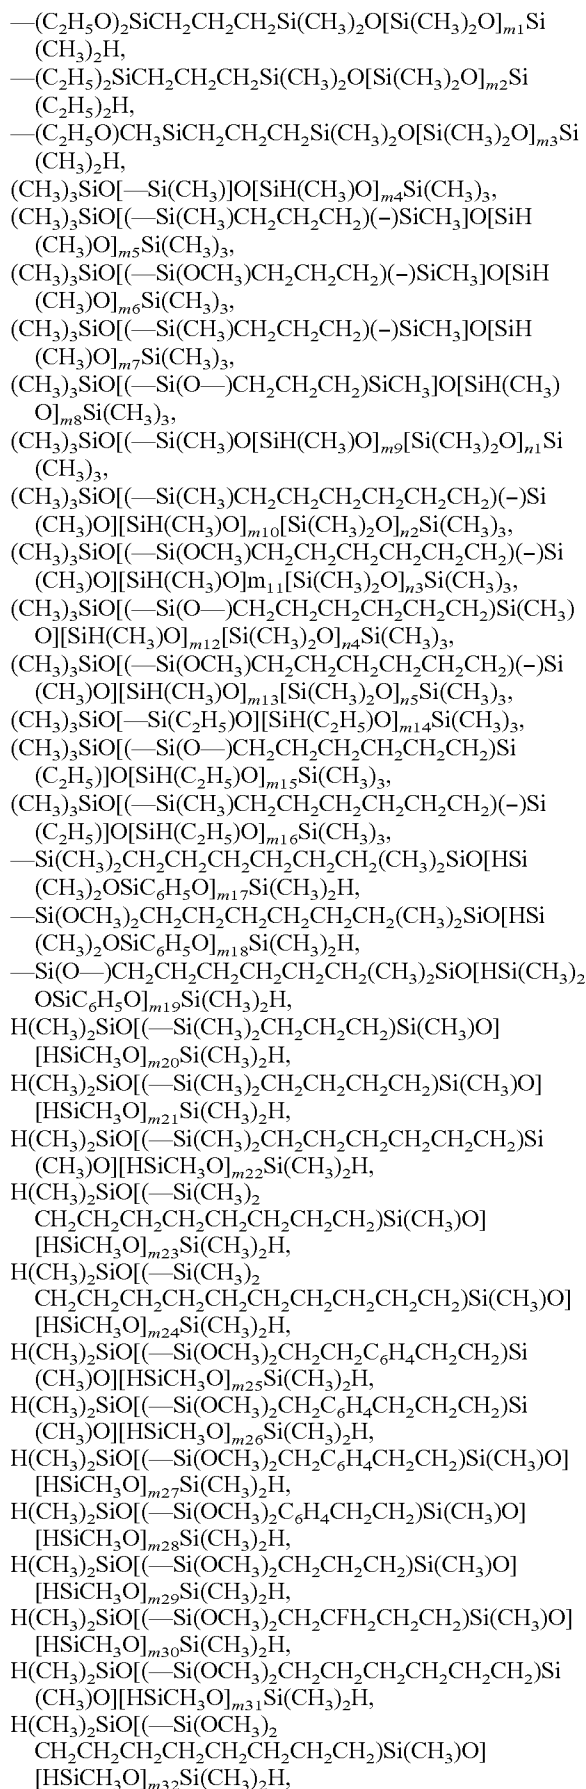 —(C₂H₅O)₂SiCH₂CH₂CH₂Si(CH₃)₂O[Si(CH₃)₂O]ₘ₁Si
(CH₃)₂H,
—(C₂H₅)₂SiCH₂CH₂CH₂Si(CH₃)₂O[Si(CH₃)₂O]ₘ₂Si
(C₂H₅)₂H,
—(C₂H₅O)CH₃SiCH₂CH₂CH₂Si(CH₃)₂O[Si(CH₃)₂O]ₘ₃Si
(CH₃)₂H,
(CH₃)₃SiO[—Si(CH₃)]O[SiH(CH₃)O]ₘ₄Si(CH₃)₃,
(CH₃)₃SiO[(—Si(CH₃)CH₂CH₂CH₂)(–)SiCH₃]O[SiH
(CH₃)O]ₘ₅Si(CH₃)₃,
(CH₃)₃SiO[(—Si(OCH₃)CH₂CH₂CH₂)(–)SiCH₃]O[SiH
(CH₃)O]ₘ₆Si(CH₃)₃,
(CH₃)₃SiO[(—Si(CH₃)CH₂CH₂CH₂)(–)SiCH₃]O[SiH
(CH₃)O]ₘ₇Si(CH₃)₃,
(CH₃)₃SiO[(—Si(O—)CH₂CH₂CH₂)SiCH₃]O[SiH(CH₃)
O]ₘ₈Si(CH₃)₃,
(CH₃)₃SiO[(—Si(CH₃)O[SiH(CH₃)O]ₘ₉[Si(CH₃)₂O]ₙ₁Si
(CH₃)₃,
(CH₃)₃SiO[(—Si(CH₃)CH₂CH₂CH₂CH₂CH₂CH₂)(–)Si
(CH₃)O][SiH(CH₃)O]ₘ₁₀[Si(CH₃)₂O]ₙ₂Si(CH₃)₃,
(CH₃)₃SiO[(—Si(OCH₃)CH₂CH₂CH₂CH₂CH₂CH₂)(–)Si
(CH₃)O][SiH(CH₃)O]m₁₁[Si(CH₃)₂O]ₙ₃Si(CH₃)₃,
(CH₃)₃SiO[(—Si(O—)CH₂CH₂CH₂CH₂CH₂CH₂)Si(CH₃)
O][SiH(CH₃)O]ₘ₁₂[Si(CH₃)₂O]ₙ₄Si(CH₃)₃,
(CH₃)₃SiO[(—Si(OCH₃)CH₂CH₂CH₂CH₂CH₂CH₂)(–)Si
(CH₃)O][SiH(CH₃)O]ₘ₁₃[Si(CH₃)₂O]ₙ₅Si(CH₃)₃,
(CH₃)₃SiO[—Si(C₂H₅)O][SiH(C₂H₅)O]ₘ₁₄Si(CH₃)₃,
(CH₃)₃SiO[(—Si(O—)CH₂CH₂CH₂CH₂CH₂CH₂)Si
(C₂H₅)]O[SiH(C₂H₅)O]ₘ₁₅Si(CH₃)₃,
(CH₃)₃SiO[(—Si(CH₃)CH₂CH₂CH₂CH₂CH₂CH₂)(–)Si
(C₂H₅)]O[SiH(C₂H₅)O]ₘ₁₆Si(CH₃)₃,
—Si(CH₃)₂CH₂CH₂CH₂CH₂CH₂CH₂(CH₃)₂SiO[HSi
(CH₃)₂OSiC₆H₅O]ₘ₁₇Si(CH₃)₂H,
—Si(OCH₃)₂CH₂CH₂CH₂CH₂CH₂CH₂(CH₃)₂SiO[HSi
(CH₃)₂OSiC₆H₅O]ₘ₁₈Si(CH₃)₂H,
—Si(O—)CH₂CH₂CH₂CH₂CH₂CH₂(CH₃)₂SiO[HSi(CH₃)₂
OSiC₆H₅O]ₘ₁₉Si(CH₃)₂H,
H(CH₃)₂SiO[(—Si(CH₃)₂CH₂CH₂CH₂)Si(CH₃)O]
[HSiCH₃O]ₘ₂₀Si(CH₃)₂H,
H(CH₃)₂SiO[(—Si(CH₃)₂CH₂CH₂CH₂CH₂)Si(CH₃)O]
[HSiCH₃O]ₘ₂₁Si(CH₃)₂H,
H(CH₃)₂SiO[(—Si(CH₃)₂CH₂CH₂CH₂CH₂CH₂CH₂)Si
(CH₃)O][HSiCH₃O]ₘ₂₂Si(CH₃)₂H,
H(CH₃)₂SiO[(—Si(CH₃)₂
CH₂CH₂CH₂CH₂CH₂CH₂CH₂CH₂)Si(CH₃)O]
[HSiCH₃O]ₘ₂₃Si(CH₃)₂H,
H(CH₃)₂SiO[(—Si(CH₃)₂
CH₂CH₂CH₂CH₂CH₂CH₂CH₂CH₂CH₂CH₂)Si(CH₃)O]
[HSiCH₃O]ₘ₂₄Si(CH₃)₂H,
H(CH₃)₂SiO[(—Si(OCH₃)₂CH₂CH₂C₆H₄CH₂CH₂)Si
(CH₃)O][HSiCH₃O]ₘ₂₅Si(CH₃)₂H,
H(CH₃)₂SiO[(—Si(OCH₃)₂CH₂C₆H₄CH₂CH₂CH₂)Si
(CH₃)O][HSiCH₃O]ₘ₂₆Si(CH₃)₂H,
H(CH₃)₂SiO[(—Si(OCH₃)₂CH₂C₆H₄CH₂CH₂)Si(CH₃)O]
[HSiCH₃O]ₘ₂₇Si(CH₃)₂H,
H(CH₃)₂SiO[(—Si(OCH₃)₂C₆H₄CH₂CH₂)Si(CH₃)O]
[HSiCH₃O]ₘ₂₈Si(CH₃)₂H,
H(CH₃)₂SiO[(—Si(OCH₃)₂CH₂CH₂CH₂)Si(CH₃)O]
[HSiCH₃O]ₘ₂₉Si(CH₃)₂H,
H(CH₃)₂SiO[(—Si(OCH₃)₂CH₂CFH₂CH₂CH₂)Si(CH₃)O]
[HSiCH₃O]ₘ₃₀Si(CH₃)₂H,
H(CH₃)₂SiO[(—Si(OCH₃)₂CH₂CH₂CH₂CH₂CH₂CH₂)Si
(CH₃)O][HSiCH₃O]ₘ₃₁Si(CH₃)₂H,
H(CH₃)₂SiO[(—Si(OCH₃)₂
CH₂CH₂CH₂CH₂CH₂CH₂CH₂CH₂)Si(CH₃)O]
[HSiCH₃O]ₘ₃₂Si(CH₃)₂H,